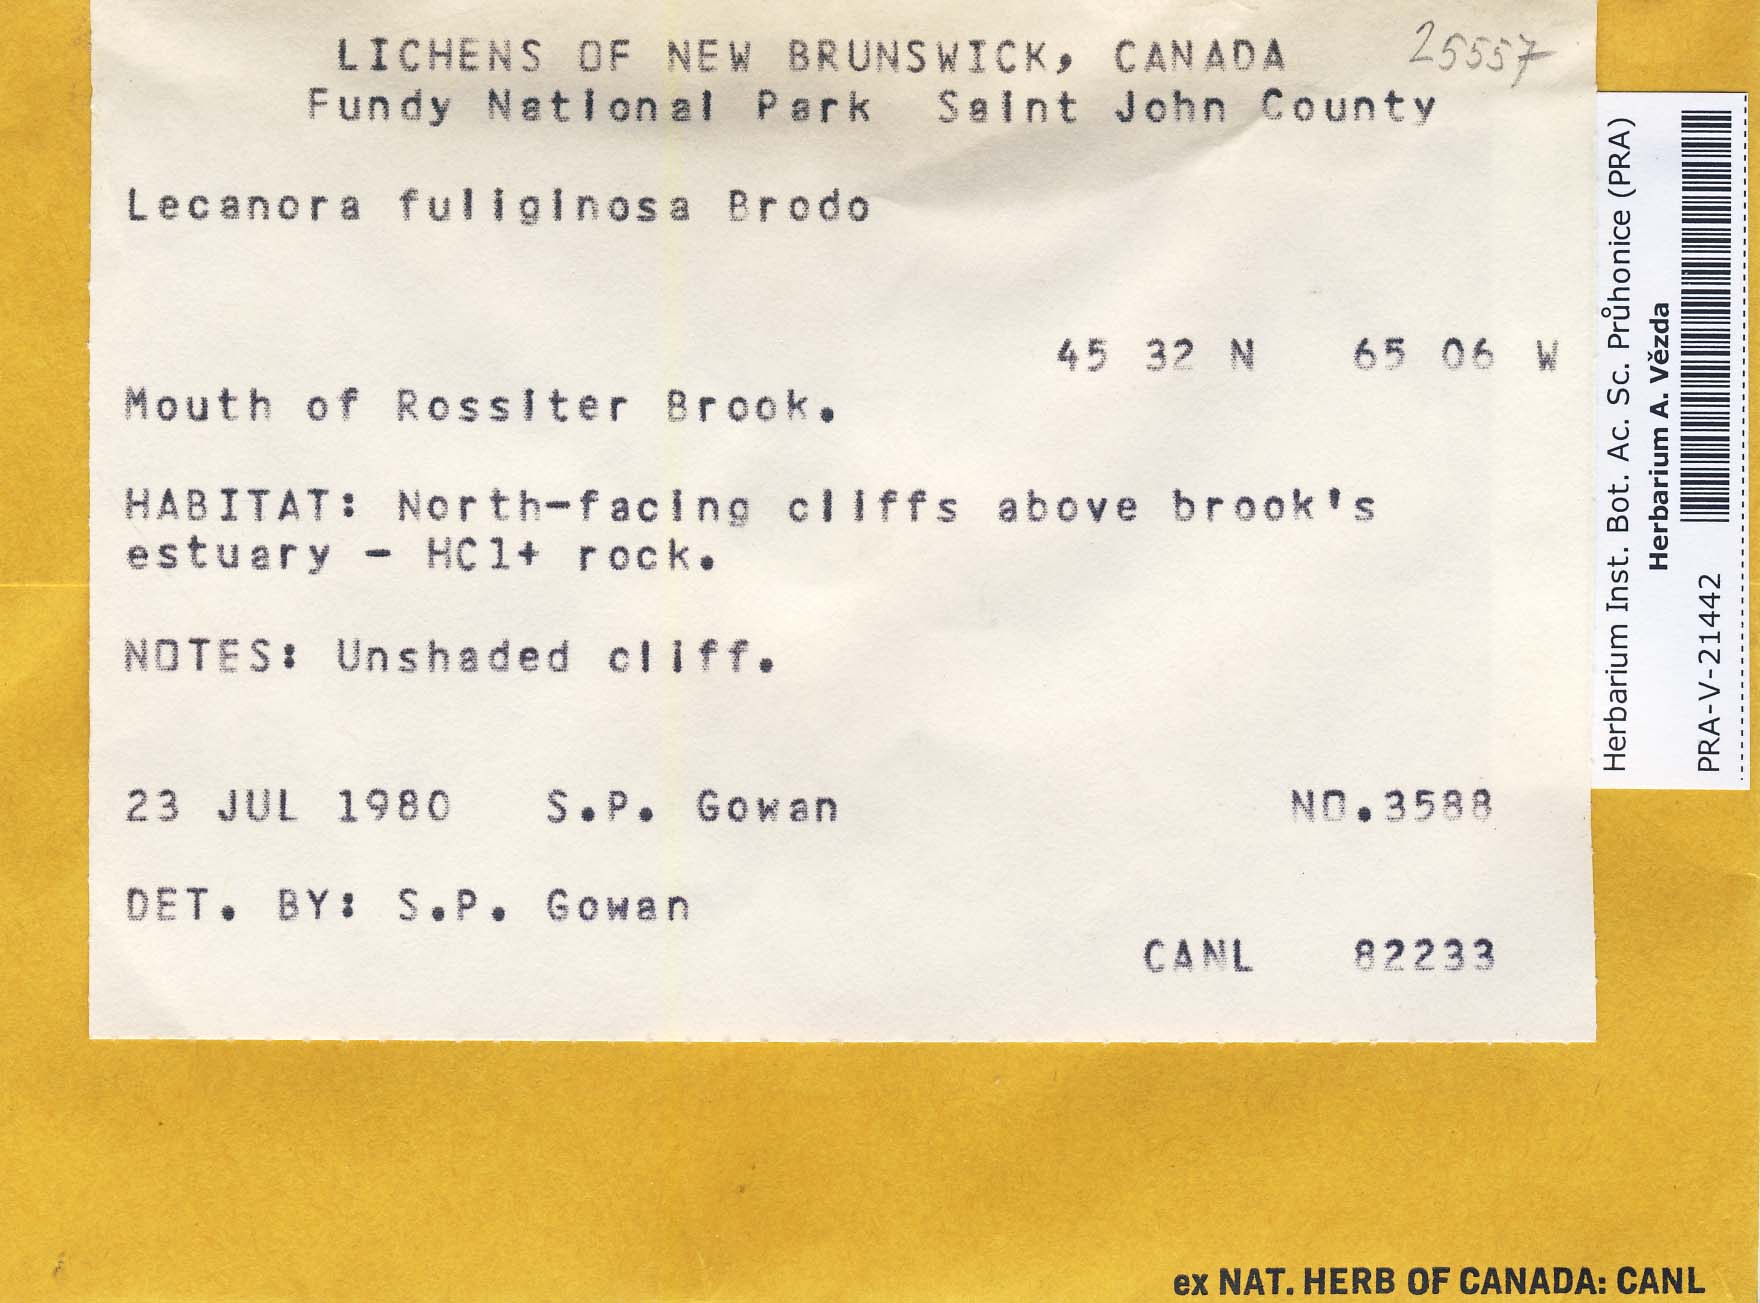 25557
LICHENS OF NEW BRUNSWICK, CANADA
Fundy National Park Saint John County
Lecanora fuliginosa Brodo
45 32 N 65 06 W
Mouth of Rossiter Brook.
HABITAT: North-facing cliffs above brook's
estuary - HCl+ rock.
NOTES: Unshaded cliff.
23 JUL 1980 S.P. Gowan NO.3588
DET. BY: S.P. Gowan
CANL 82233
Herbarium Inst. Bot. Ac. Sc. Průhonice (PRA)
Herbarium A. Vězda
PRA-V-21442
ex NAT. HERB OF CANADA: CANL